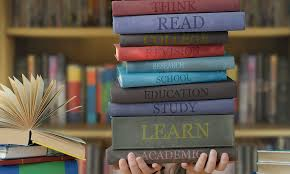 THINK
READ
COLLEGE
REVISION
RESEARCH
SCHOOL
EDUCATION
STUDY
LEARN
ACADEMIC